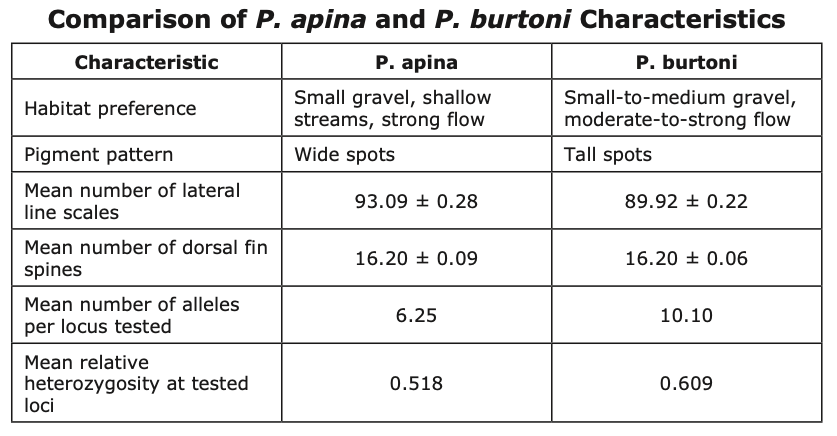 Comparison of P. apina and P. burtoni Characteristics
Characteristic
P. apina
P. burtoni
Habitat preference
Small gravel, shallow
streams, strong flow
Small-to-medium gravel,
moderate-to-strong flow
Pigment pattern
Wide spots
Tall spots
Mean number of lateral
line scales
93.09 ± 0.28
89.92 ± 0.22
Mean number of dorsal fin
spines
16.20 ± 0.09
16.20 ± 0.06
Mean number of alleles
per locus tested
6.25
10.10
Mean relative
heterozygosity at tested
loci
0.518
0.609